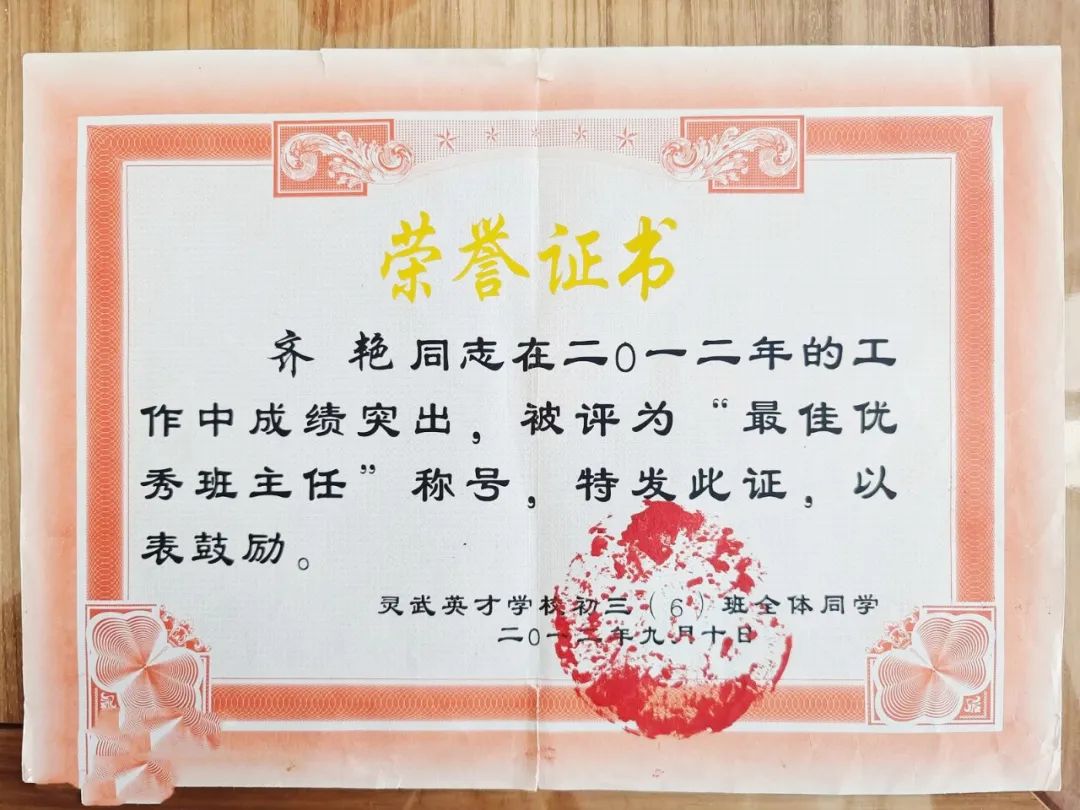 荣誉证书
齐 艳同志在二〇一二年的工
作中成绩突出，被评为“最佳优
秀班主任”称号，特发此证，以
表鼓励。
灵武英才学校初三（6）班全体同学
二〇一二年九月十日